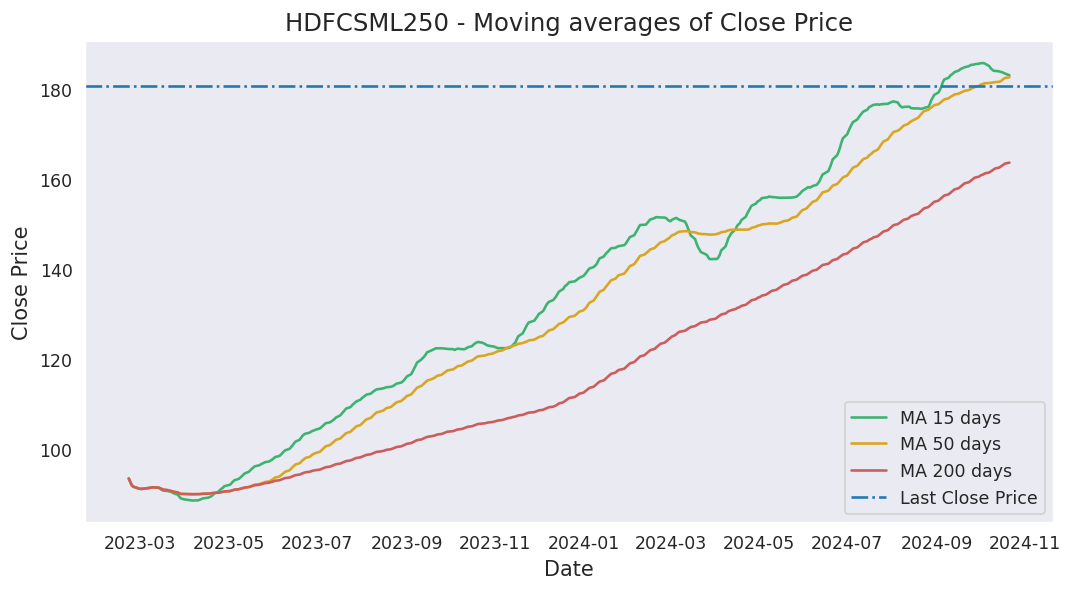 HDFCSML250 - Moving averages of Close Price
Close Price
180
160
140
120
100
MA 15 days
MA 50 days
MA 200 days
Last Close Price
2023-03 2023-05 2023-07 2023-09 2023-11 2024-01 2024-03 2024-05 2024-07 2024-09 2024-11
Date